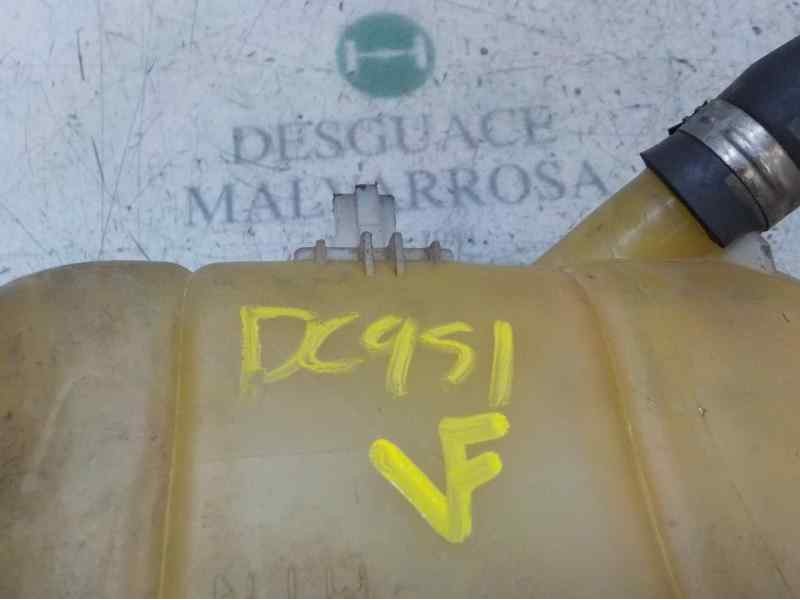 DESGUACE
MALVARROSA
DC951
VF